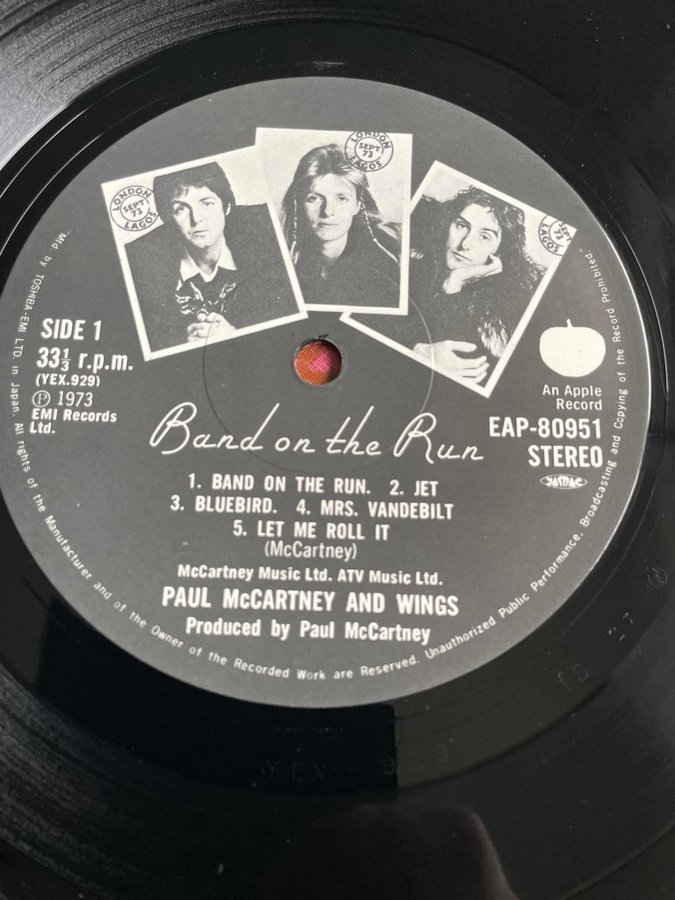 LONDON
SEPT
73
LAGOS
LONDON
SEPT
73
LAGOS
LONDON
SEPT
73
LAGOS
"Mfd by TOSHIBA-EMI LTD. in Japan. All rights of the Manufacturer and of the Owner of the Recorded Work are Reserved. Unauthorized Public Performance, Broadcasting and Copying of the Record Prohibited."
SIDE 1
33⅓ r.p.m.
(YEX.929)
Ⓟ 1973
EMI Records
Ltd.
An Apple
Record
EAP-80951
STEREO
JASRAC
Band on the Run
1. BAND ON THE RUN. 2. JET
3. BLUEBIRD. 4. MRS. VANDEBILT
5. LET ME ROLL IT
(McCartney)
McCartney Music Ltd. ATV Music Ltd.
PAUL McCARTNEY AND WINGS
Produced by Paul McCartney